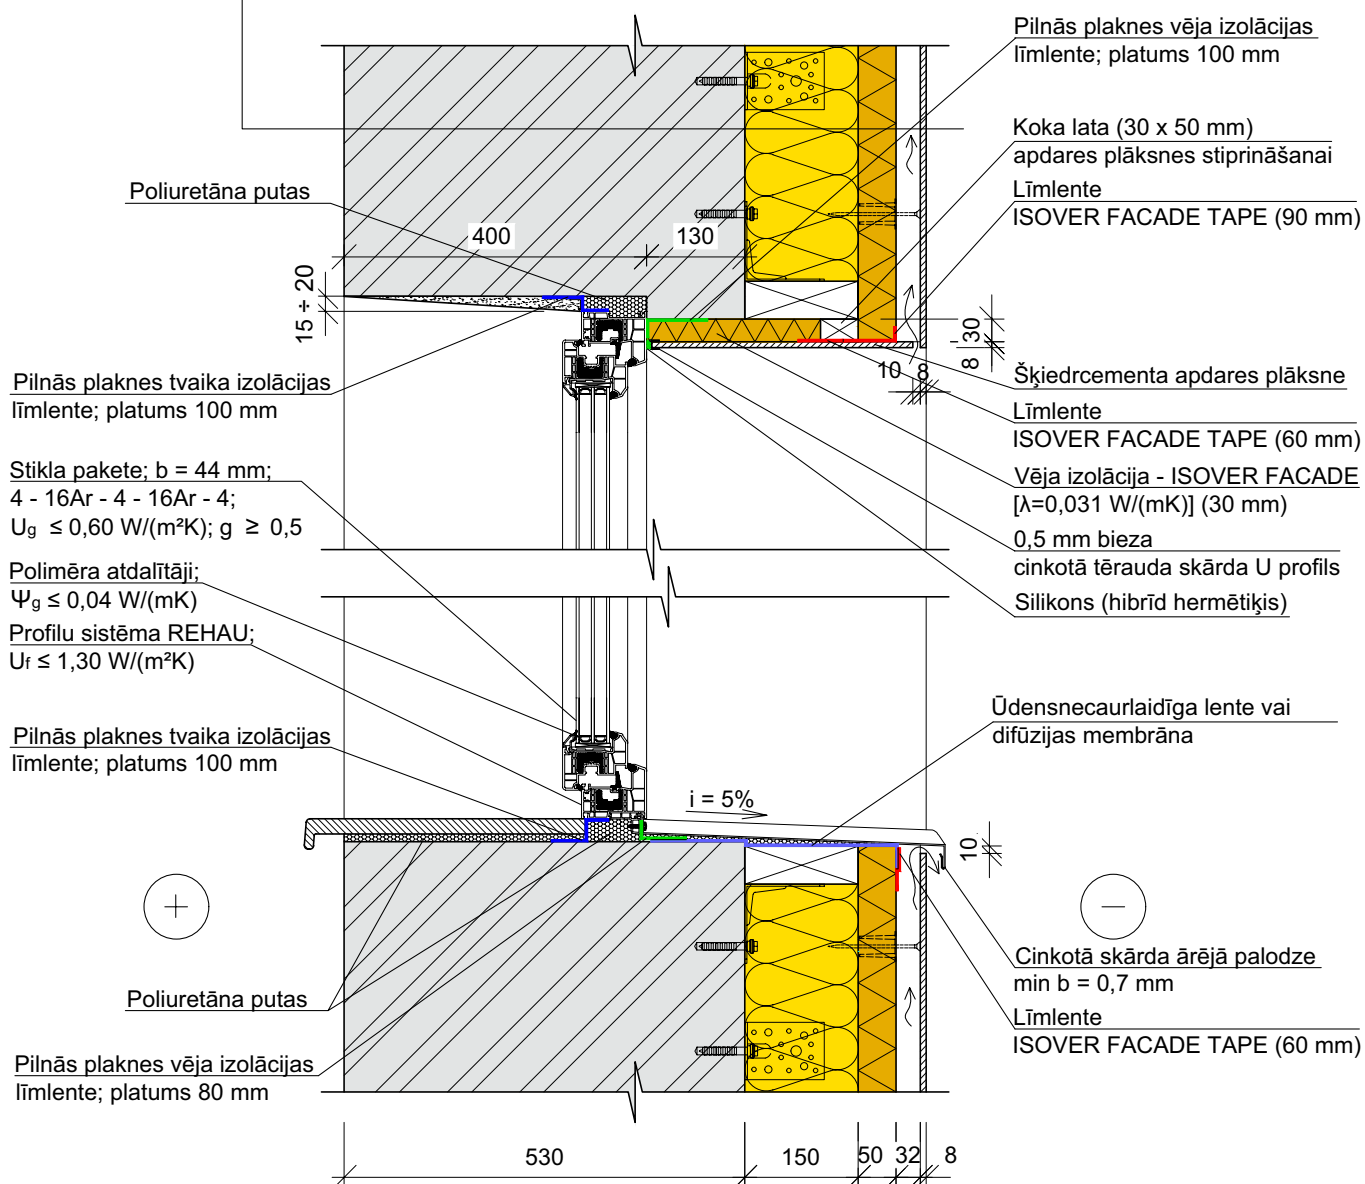 Pilnās plaknes vēja izolācijas
līmlente; platums 100 mm
Koka lata (30 x 50 mm)
apdares plāksnes stiprināšanai
Līmlente
ISOVER FACADE TAPE (90 mm)
Poliuretāna putas
400
130
15 ÷ 20
30
8
10
8
Pilnās plaknes tvaika izolācijas
līmlente; platums 100 mm
Šķiedrcementa apdares plāksne
Līmlente
ISOVER FACADE TAPE (60 mm)
Stikla pakete; b = 44 mm;
4 - 16Ar - 4 - 16Ar - 4;
Ug ≤ 0,60 W/(m²K); g ≥ 0,5
Vēja izolācija - ISOVER FACADE
[λ=0,031 W/(mK)] (30 mm)
0,5 mm bieza
cinkotā tērauda skārda U profils
Silikons (hibrīd hermētiķis)
Polimēra atdalītāji;
Ψg ≤ 0,04 W/(mK)
Profilu sistēma REHAU;
Uf ≤ 1,30 W/(m²K)
Pilnās plaknes tvaika izolācijas
līmlente; platums 100 mm
Ūdensnecaurlaidīga lente vai
difūzijas membrāna
i = 5%
10
+
−
Cinkotā skārda ārējā palodze
min b = 0,7 mm
Līmlente
ISOVER FACADE TAPE (60 mm)
Poliuretāna putas
Pilnās plaknes vēja izolācijas
līmlente; platums 80 mm
530
150
50
32
8